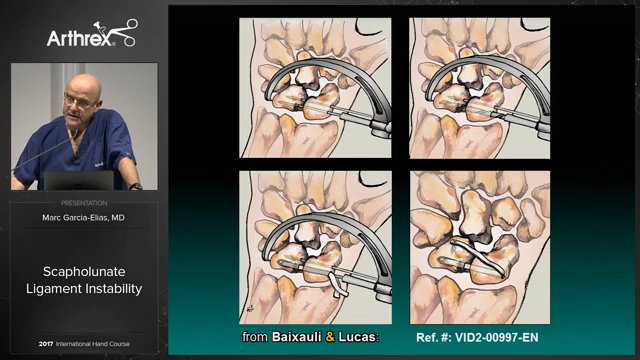 Arthrex®
PRESENTATION
Marc Garcia-Elias, MD
Scapholunate
Ligament Instability
2017 International Hand Course
from Baixauli & Lucas:
Ref. #: VID2-00997-EN